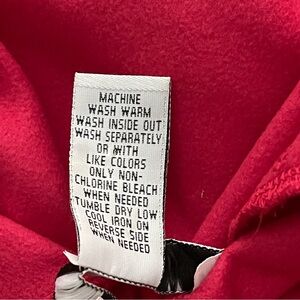 MACHINE
WASH WARM
WASH INSIDE OUT
WASH SEPARATELY
OR WITH
LIKE COLORS
ONLY NON-
CHLORINE BLEACH
WHEN NEEDED
TUMBLE DRY LOW
COOL IRON ON
REVERSE SIDE
WHEN NEEDED